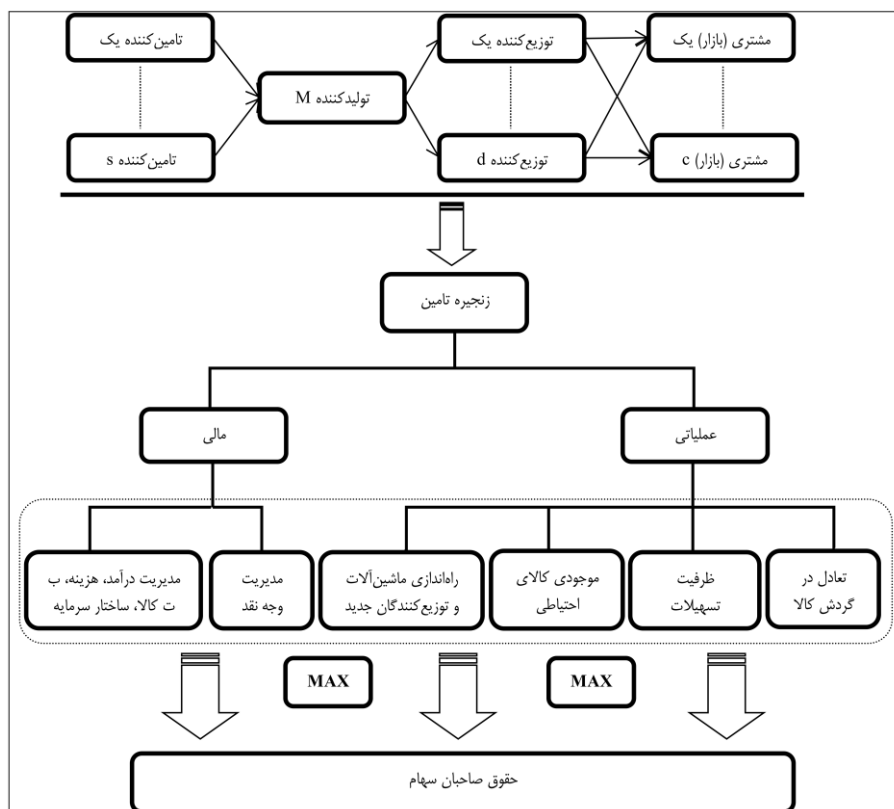 مشتری (بازار) یک
توزیع‌کننده یک
تامین‌کننده یک
تولیدکننده M
مشتری (بازار) c
توزیع‌کننده d
تامین‌کننده s
زنجیره تامین
عملیاتی
مالی
تعادل در
گردش کالا
ظرفیت
تسهیلات
موجودی کالای
احتیاطی
راه‌اندازی ماشین‌آلات
و توزیع‌کنندگان جدید
مدیریت
وجه نقد
مدیریت درآمد، هزینه، ب
ت کالا، ساختار سرمایه
MAX
MAX
حقوق صاحبان سهام